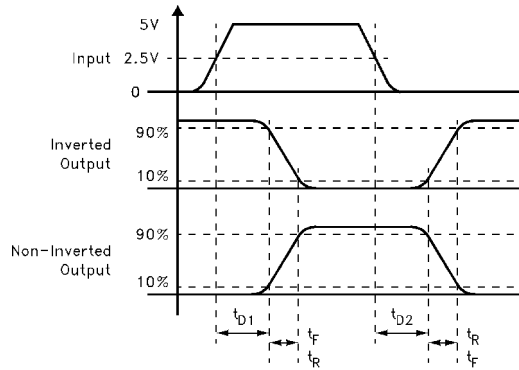 5V
Input 2.5V
0
Inverted
Output
90%
10%
Non-Inverted
Output
90%
10%
tD1
tF
tR
tD2
tR
tF